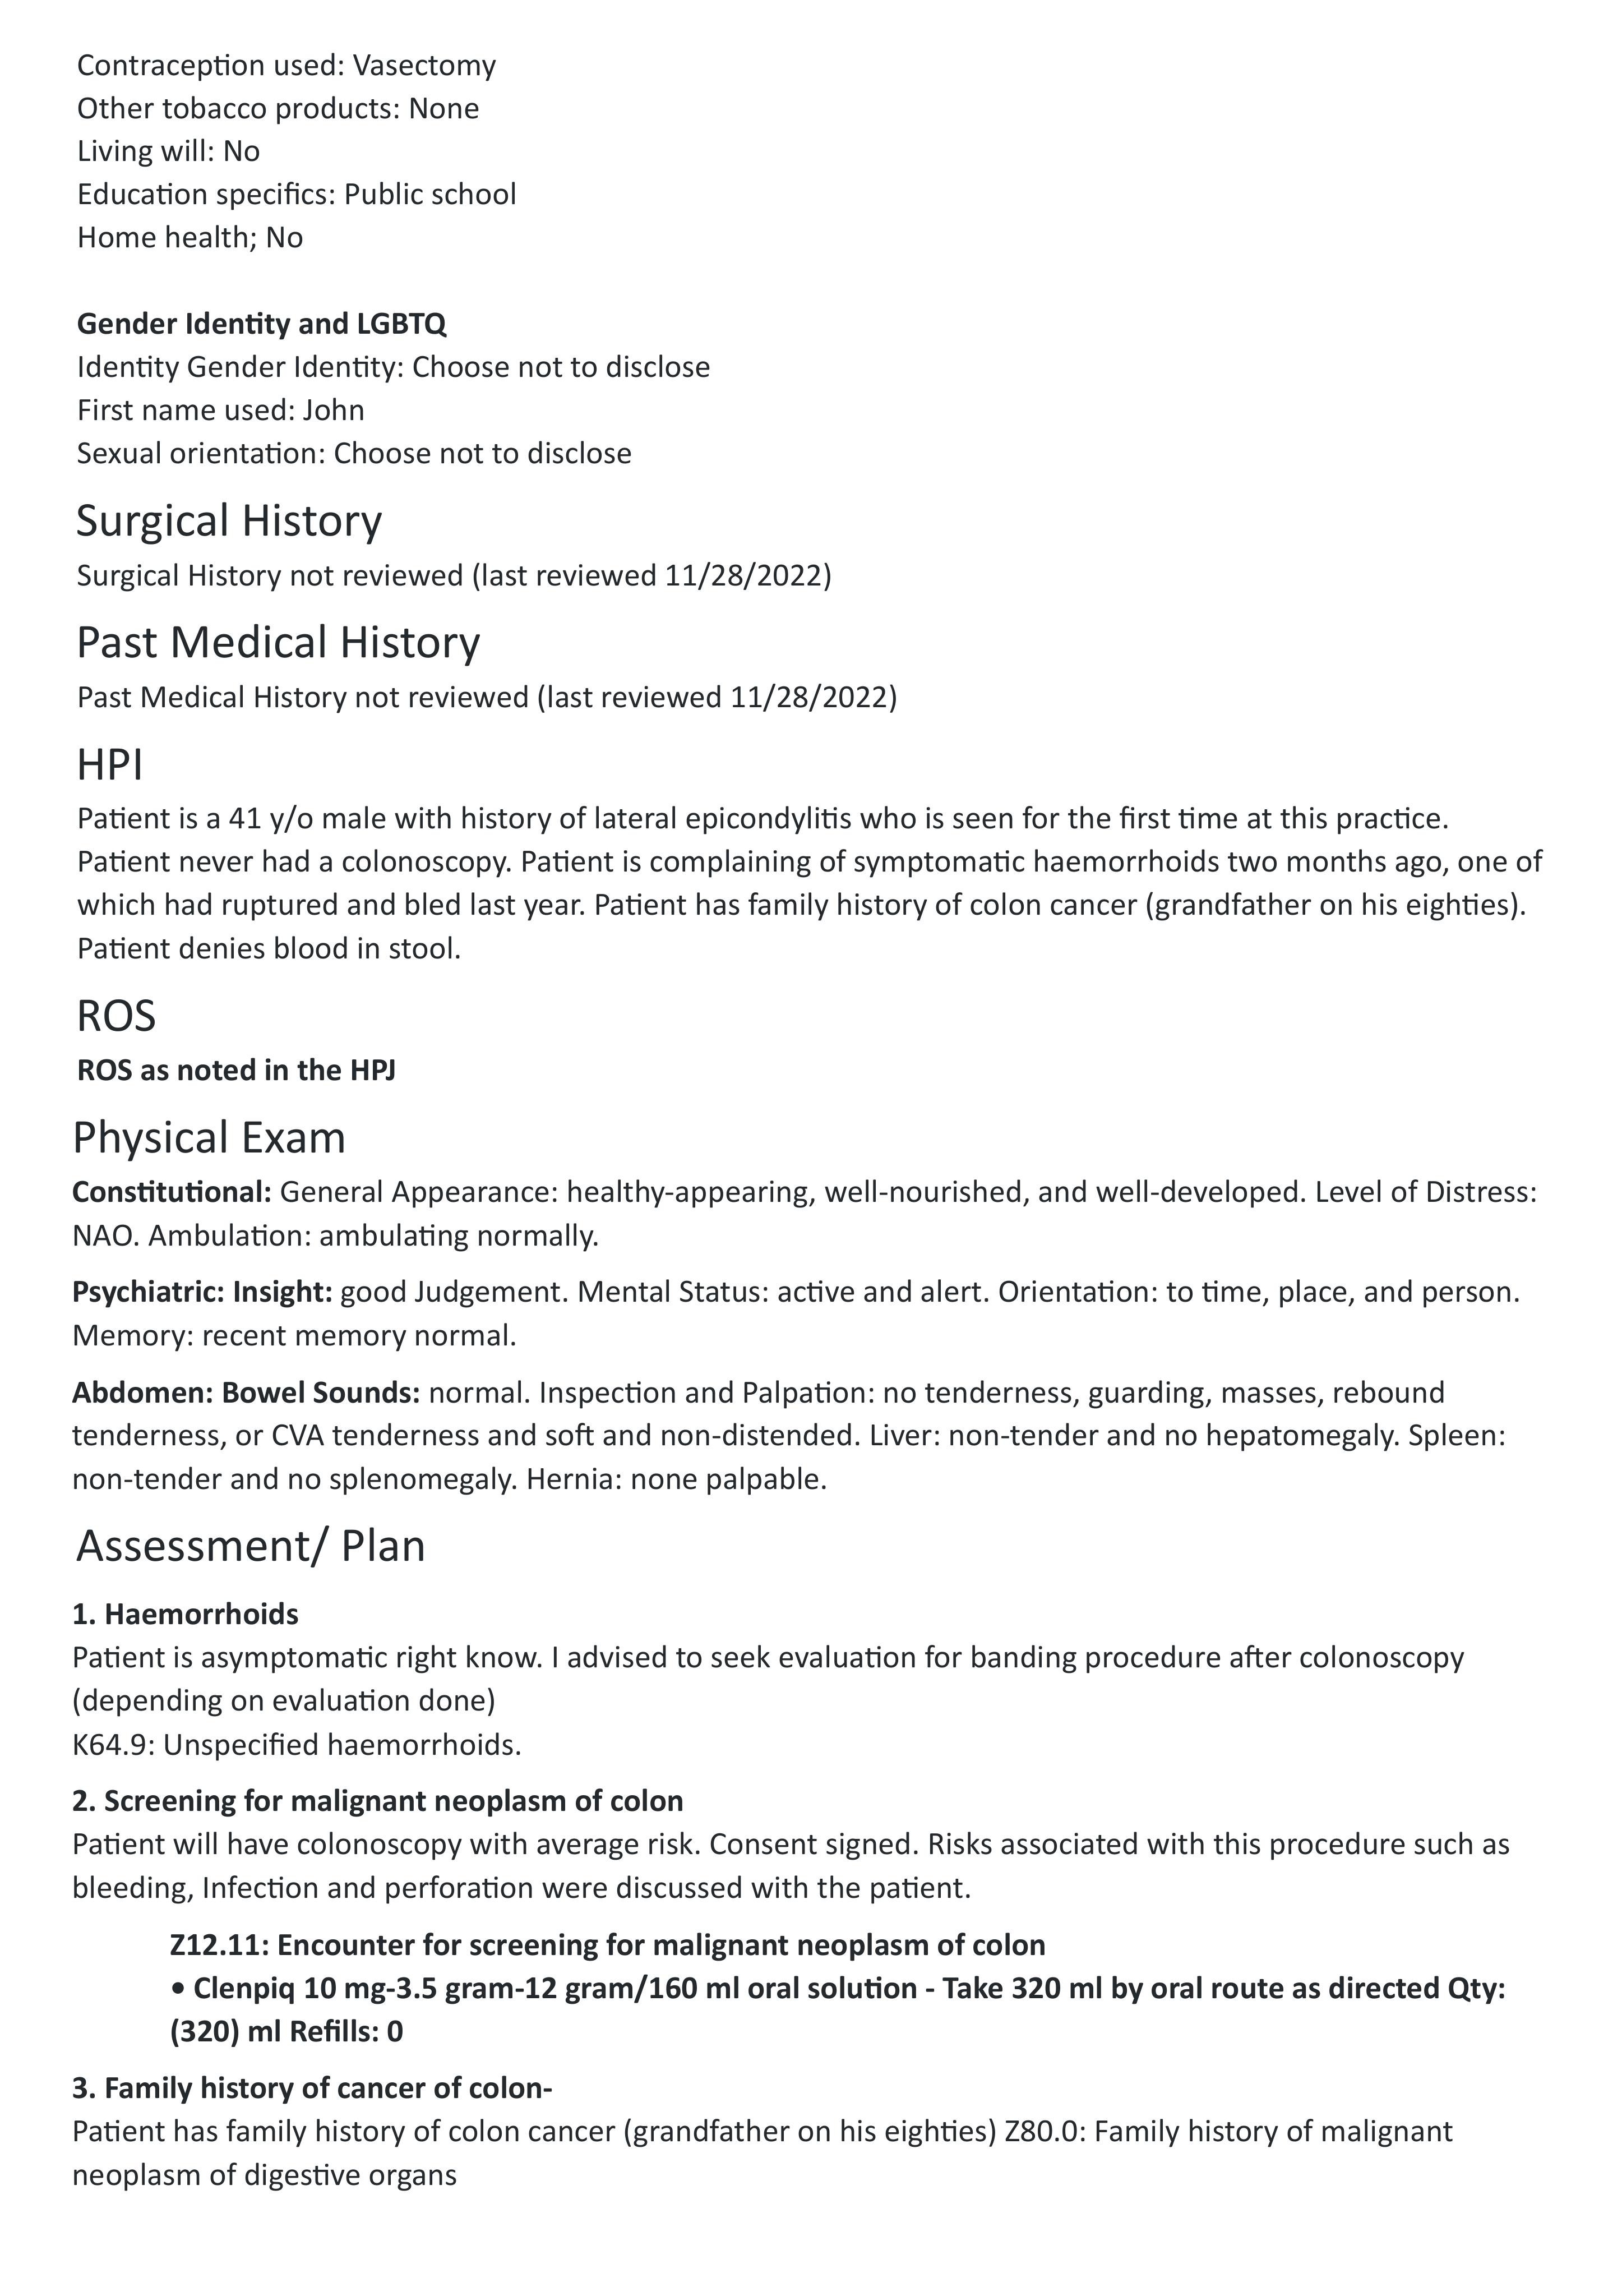 Contraception used: Vasectomy
Other tobacco products: None
Living will: No
Education specifics: Public school
Home health; No
Gender Identity and LGBTQ
Identity Gender Identity: Choose not to disclose
First name used: John
Sexual orientation: Choose not to disclose
Surgical History
Surgical History not reviewed (last reviewed 11/28/2022)
Past Medical History
Past Medical History not reviewed (last reviewed 11/28/2022)
HPI
Patient is a 41 y/o male with history of lateral epicondylitis who is seen for the first time at this practice.
Patient never had a colonoscopy. Patient is complaining of symptomatic haemorrhoids two months ago, one of
which had ruptured and bled last year. Patient has family history of colon cancer (grandfather on his eighties).
Patient denies blood in stool.
ROS
ROS as noted in the HPJ
Physical Exam
Constitutional: General Appearance: healthy-appearing, well-nourished, and well-developed. Level of Distress:
NAO. Ambulation: ambulating normally.
Psychiatric: Insight: good Judgement. Mental Status: active and alert. Orientation: to time, place, and person.
Memory: recent memory normal.
Abdomen: Bowel Sounds: normal. Inspection and Palpation: no tenderness, guarding, masses, rebound
tenderness, or CVA tenderness and soft and non-distended. Liver: non-tender and no hepatomegaly. Spleen:
non-tender and no splenomegaly. Hernia: none palpable.
Assessment/ Plan
1. Haemorrhoids
Patient is asymptomatic right know. I advised to seek evaluation for banding procedure after colonoscopy
(depending on evaluation done)
K64.9: Unspecified haemorrhoids.
2. Screening for malignant neoplasm of colon
Patient will have colonoscopy with average risk. Consent signed. Risks associated with this procedure such as
bleeding, Infection and perforation were discussed with the patient.
Z12.11: Encounter for screening for malignant neoplasm of colon
• Clenpiq 10 mg-3.5 gram-12 gram/160 ml oral solution - Take 320 ml by oral route as directed Qty:
(320) ml Refills: 0
3. Family history of cancer of colon-
Patient has family history of colon cancer (grandfather on his eighties) Z80.0: Family history of malignant
neoplasm of digestive organs